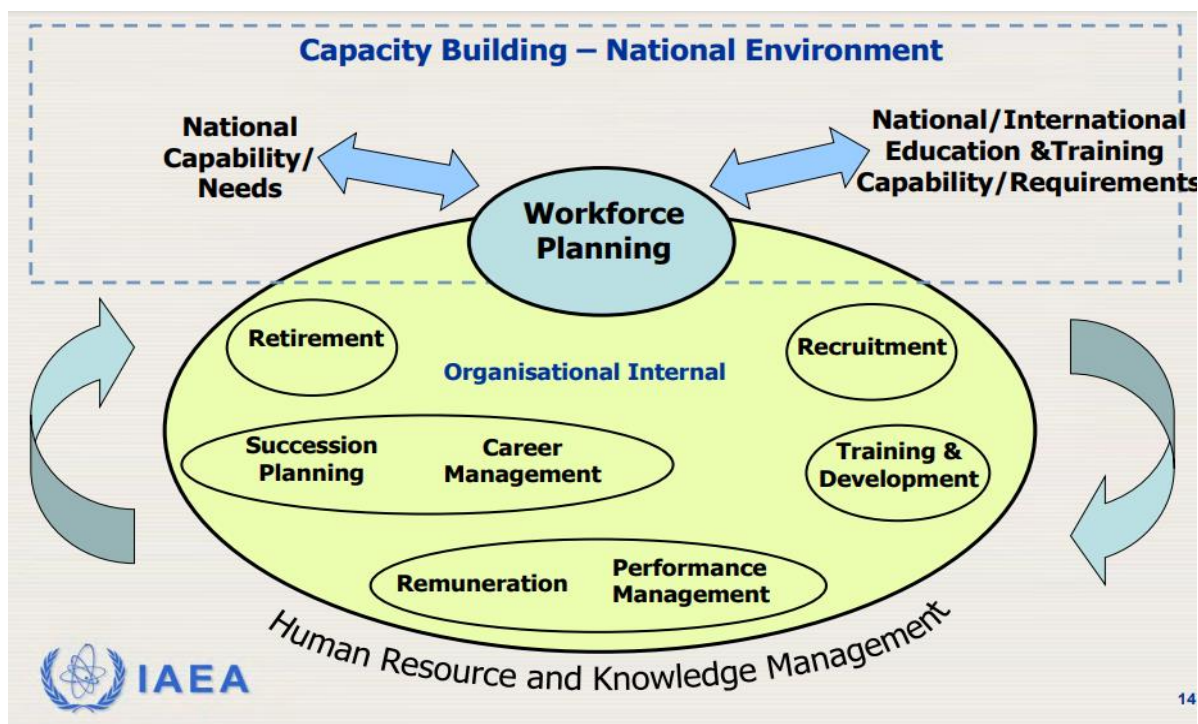 Capacity Building – National Environment
National
Capability/
Needs
National/International
Education &Training
Capability/Requirements
Workforce
Planning
Retirement
Recruitment
Organisational Internal
Succession
Planning
Career
Management
Training &
Development
Remuneration
Performance
Management
Human Resource and Knowledge Management
IAEA
14